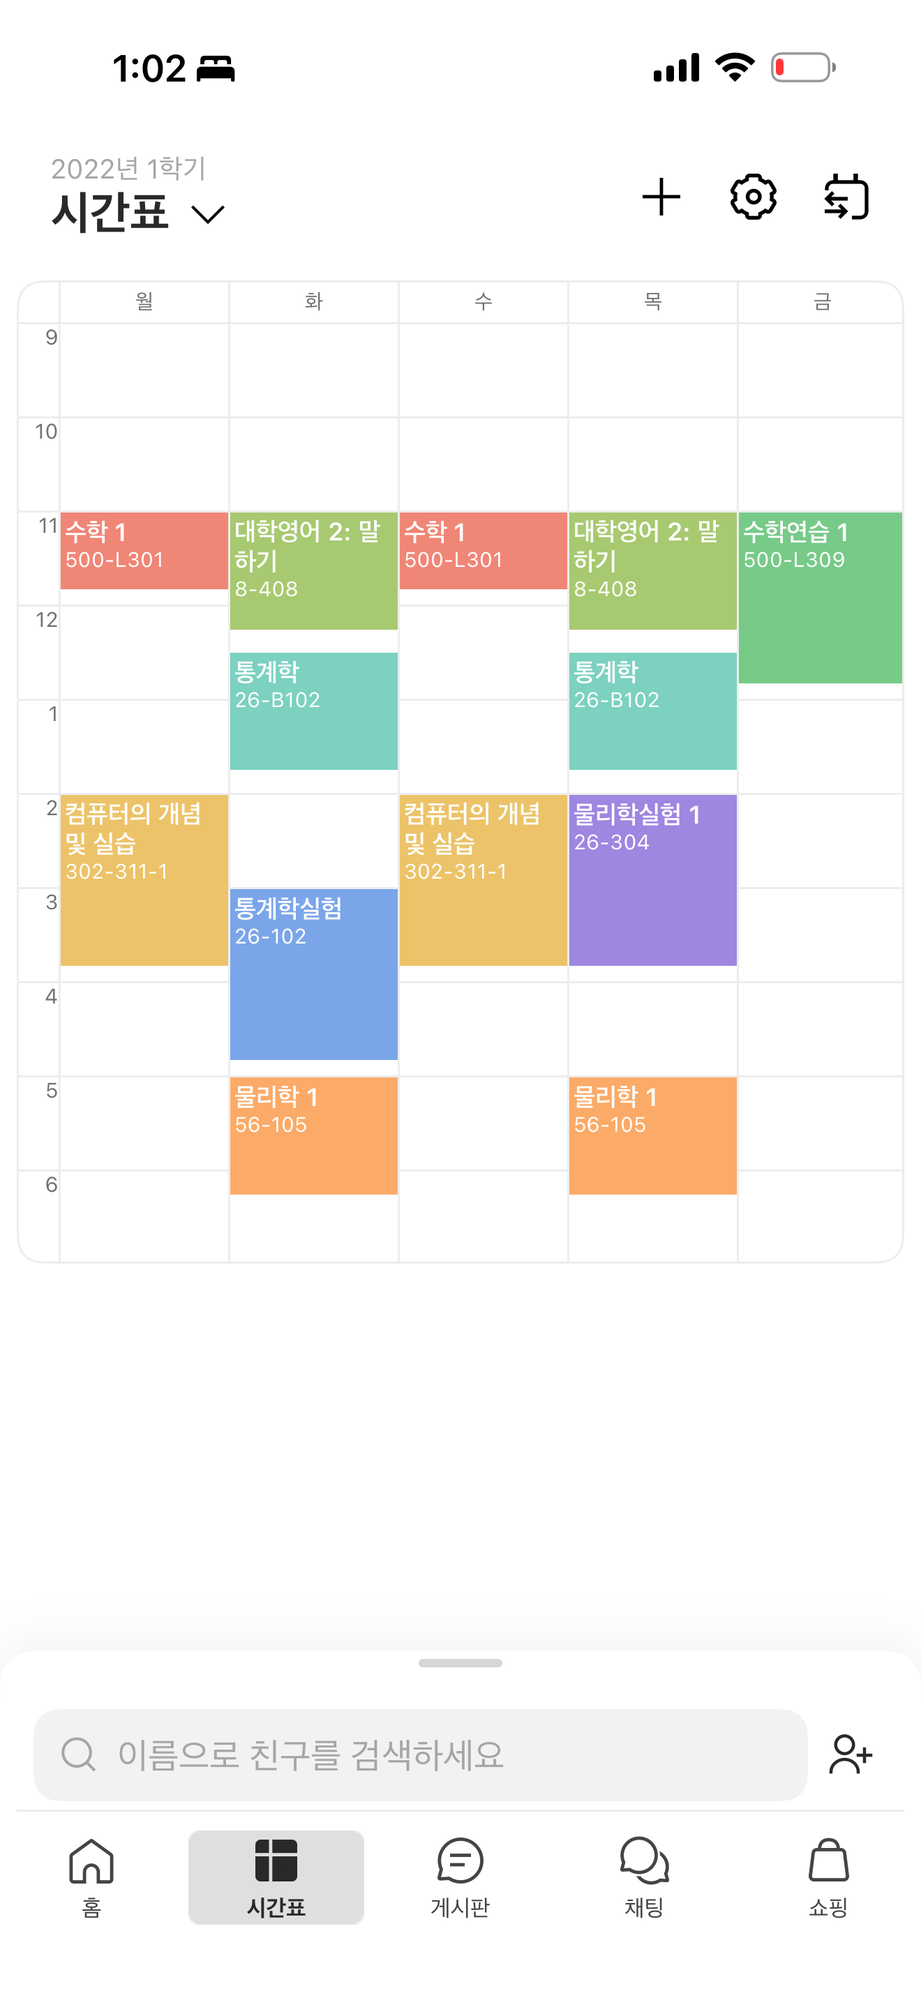 1:02
2022년 1학기
시간표
월 화 수 목 금
9
10
11
수학 1
500-L301
대학영어 2: 말
하기
8-408
수학 1
500-L301
대학영어 2: 말
하기
8-408
수학연습 1
500-L309
12
통계학
26-B102
통계학
26-B102
1
2
컴퓨터의 개념
및 실습
302-311-1
컴퓨터의 개념
및 실습
302-311-1
물리학실험 1
26-304
3
통계학실험
26-102
4
5
물리학 1
56-105
물리학 1
56-105
6
이름으로 친구를 검색하세요
홈 시간표 게시판 채팅 쇼핑